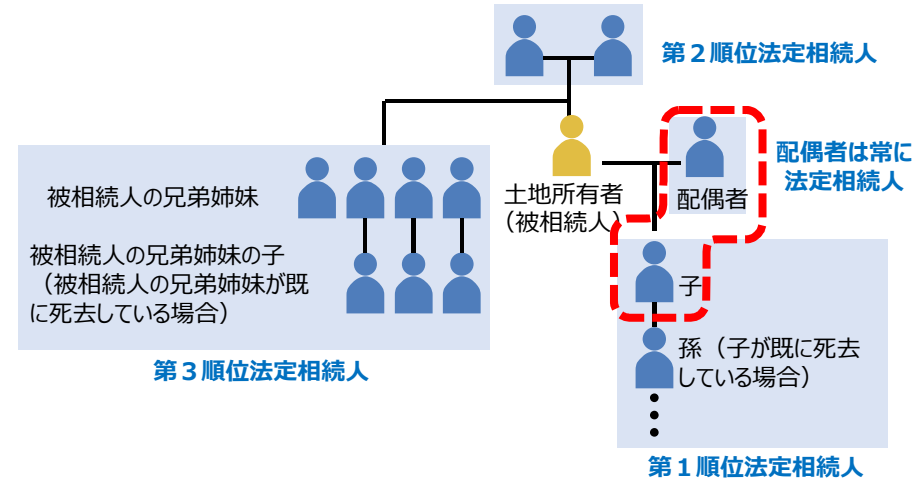 第２順位法定相続人
配偶者は常に
法定相続人
土地所有者
（被相続人）
配偶者
被相続人の兄弟姉妹
被相続人の兄弟姉妹の子
（被相続人の兄弟姉妹が既
に死去している場合）
第３順位法定相続人
子
孫（子が既に死去
している場合）
第１順位法定相続人